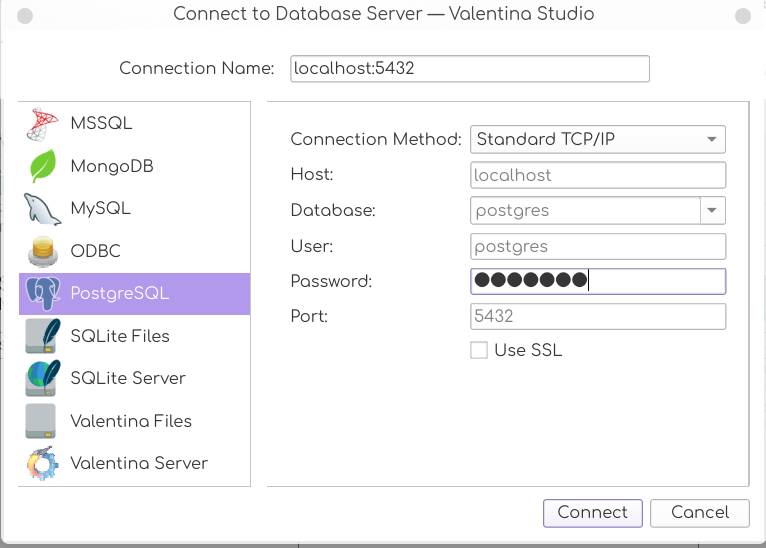 Connect to Database Server — Valentina Studio
Connection Name: localhost:5432
MSSQL
MongoDB
MySQL
ODBC
PostgreSQL
SQLite Files
SQLite Server
Valentina Files
Valentina Server
Connection Method: Standard TCP/IP
Host: localhost
Database: postgres
User: postgres
Password: ●●●●●●●
Port: 5432
Use SSL
Connect Cancel